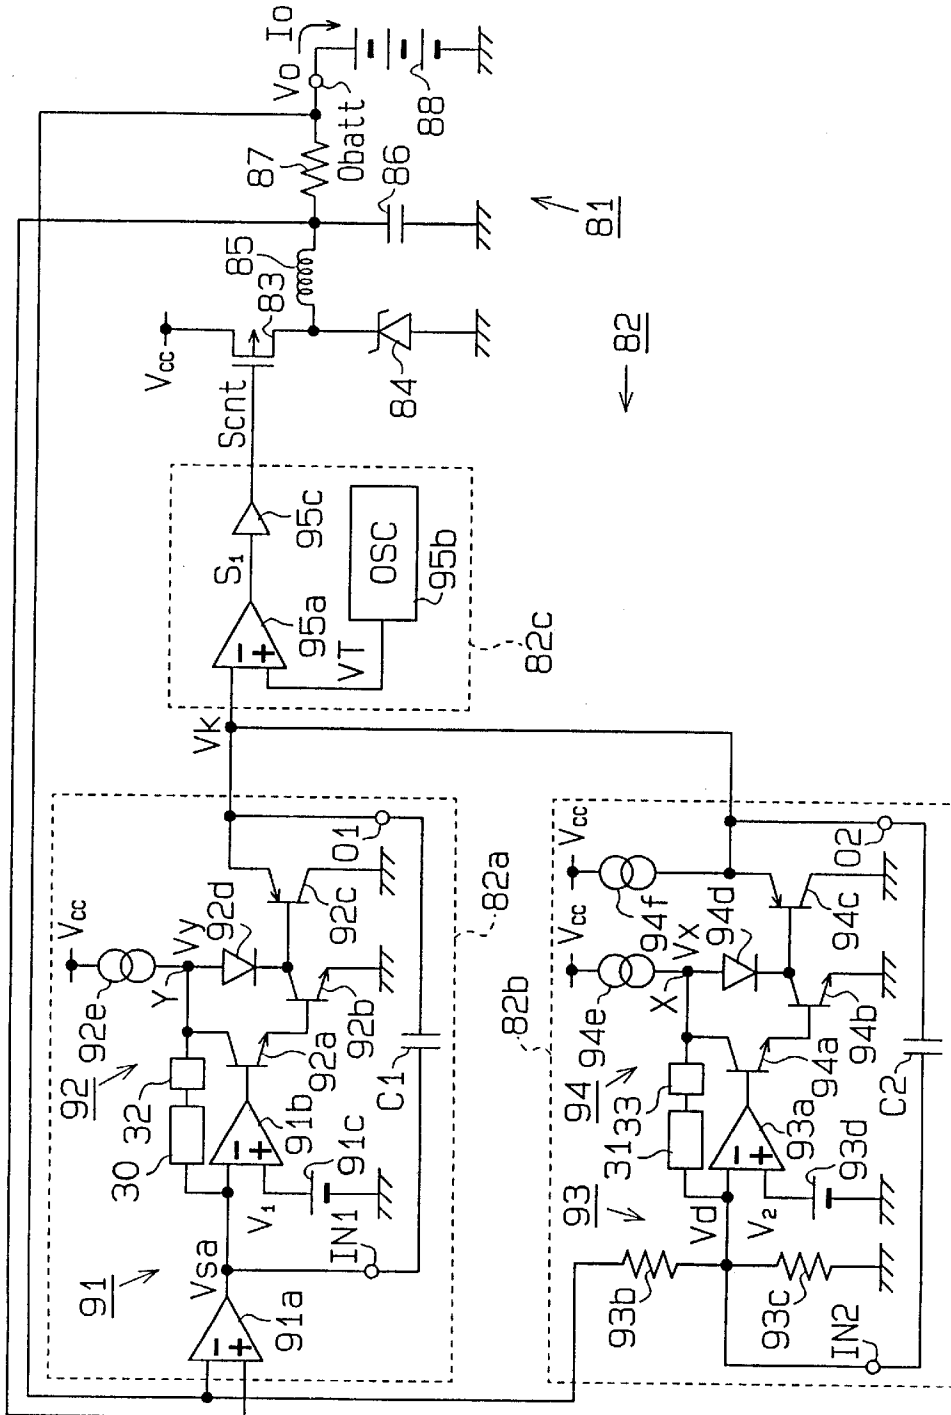 Vo
Io
Obatt
88
87
86
85
83
84
81
82
Vcc
Scnt
S1
95c
95a
OSC
95b
VT
82c
Vk
Vcc
92e
92
32
30
Y
Vy
92d
O1
92c
92b
92a
91b
91c
V1
C1
82a
91
Vsa
91a
IN1
82b
Vcc
Vcc
94f
94e
94
33
31
X
Vx
94d
O2
94c
94b
94a
93a
93d
V2
C2
93
Vd
93b
93c
IN2